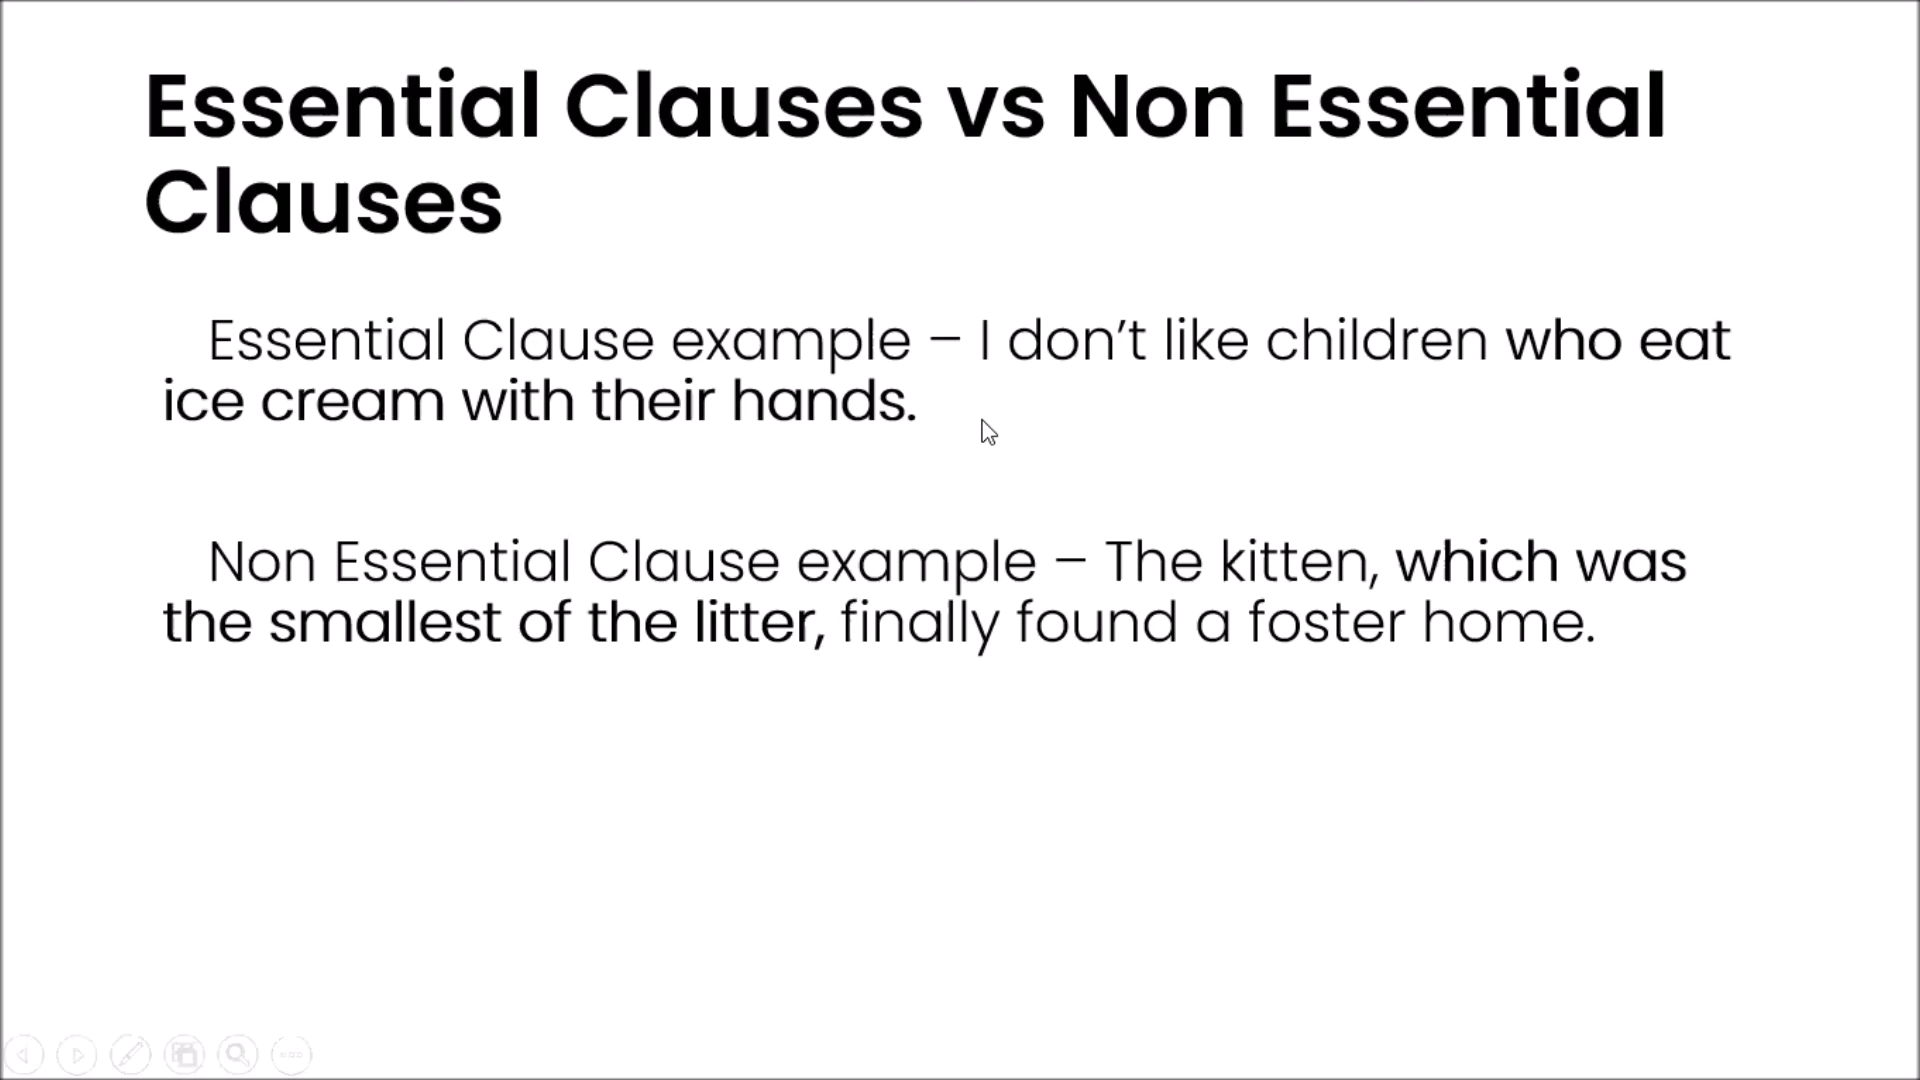 Essential Clauses vs Non Essential
Clauses
Essential Clause example – I don’t like children who eat
ice cream with their hands.
Non Essential Clause example – The kitten, which was
the smallest of the litter, finally found a foster home.